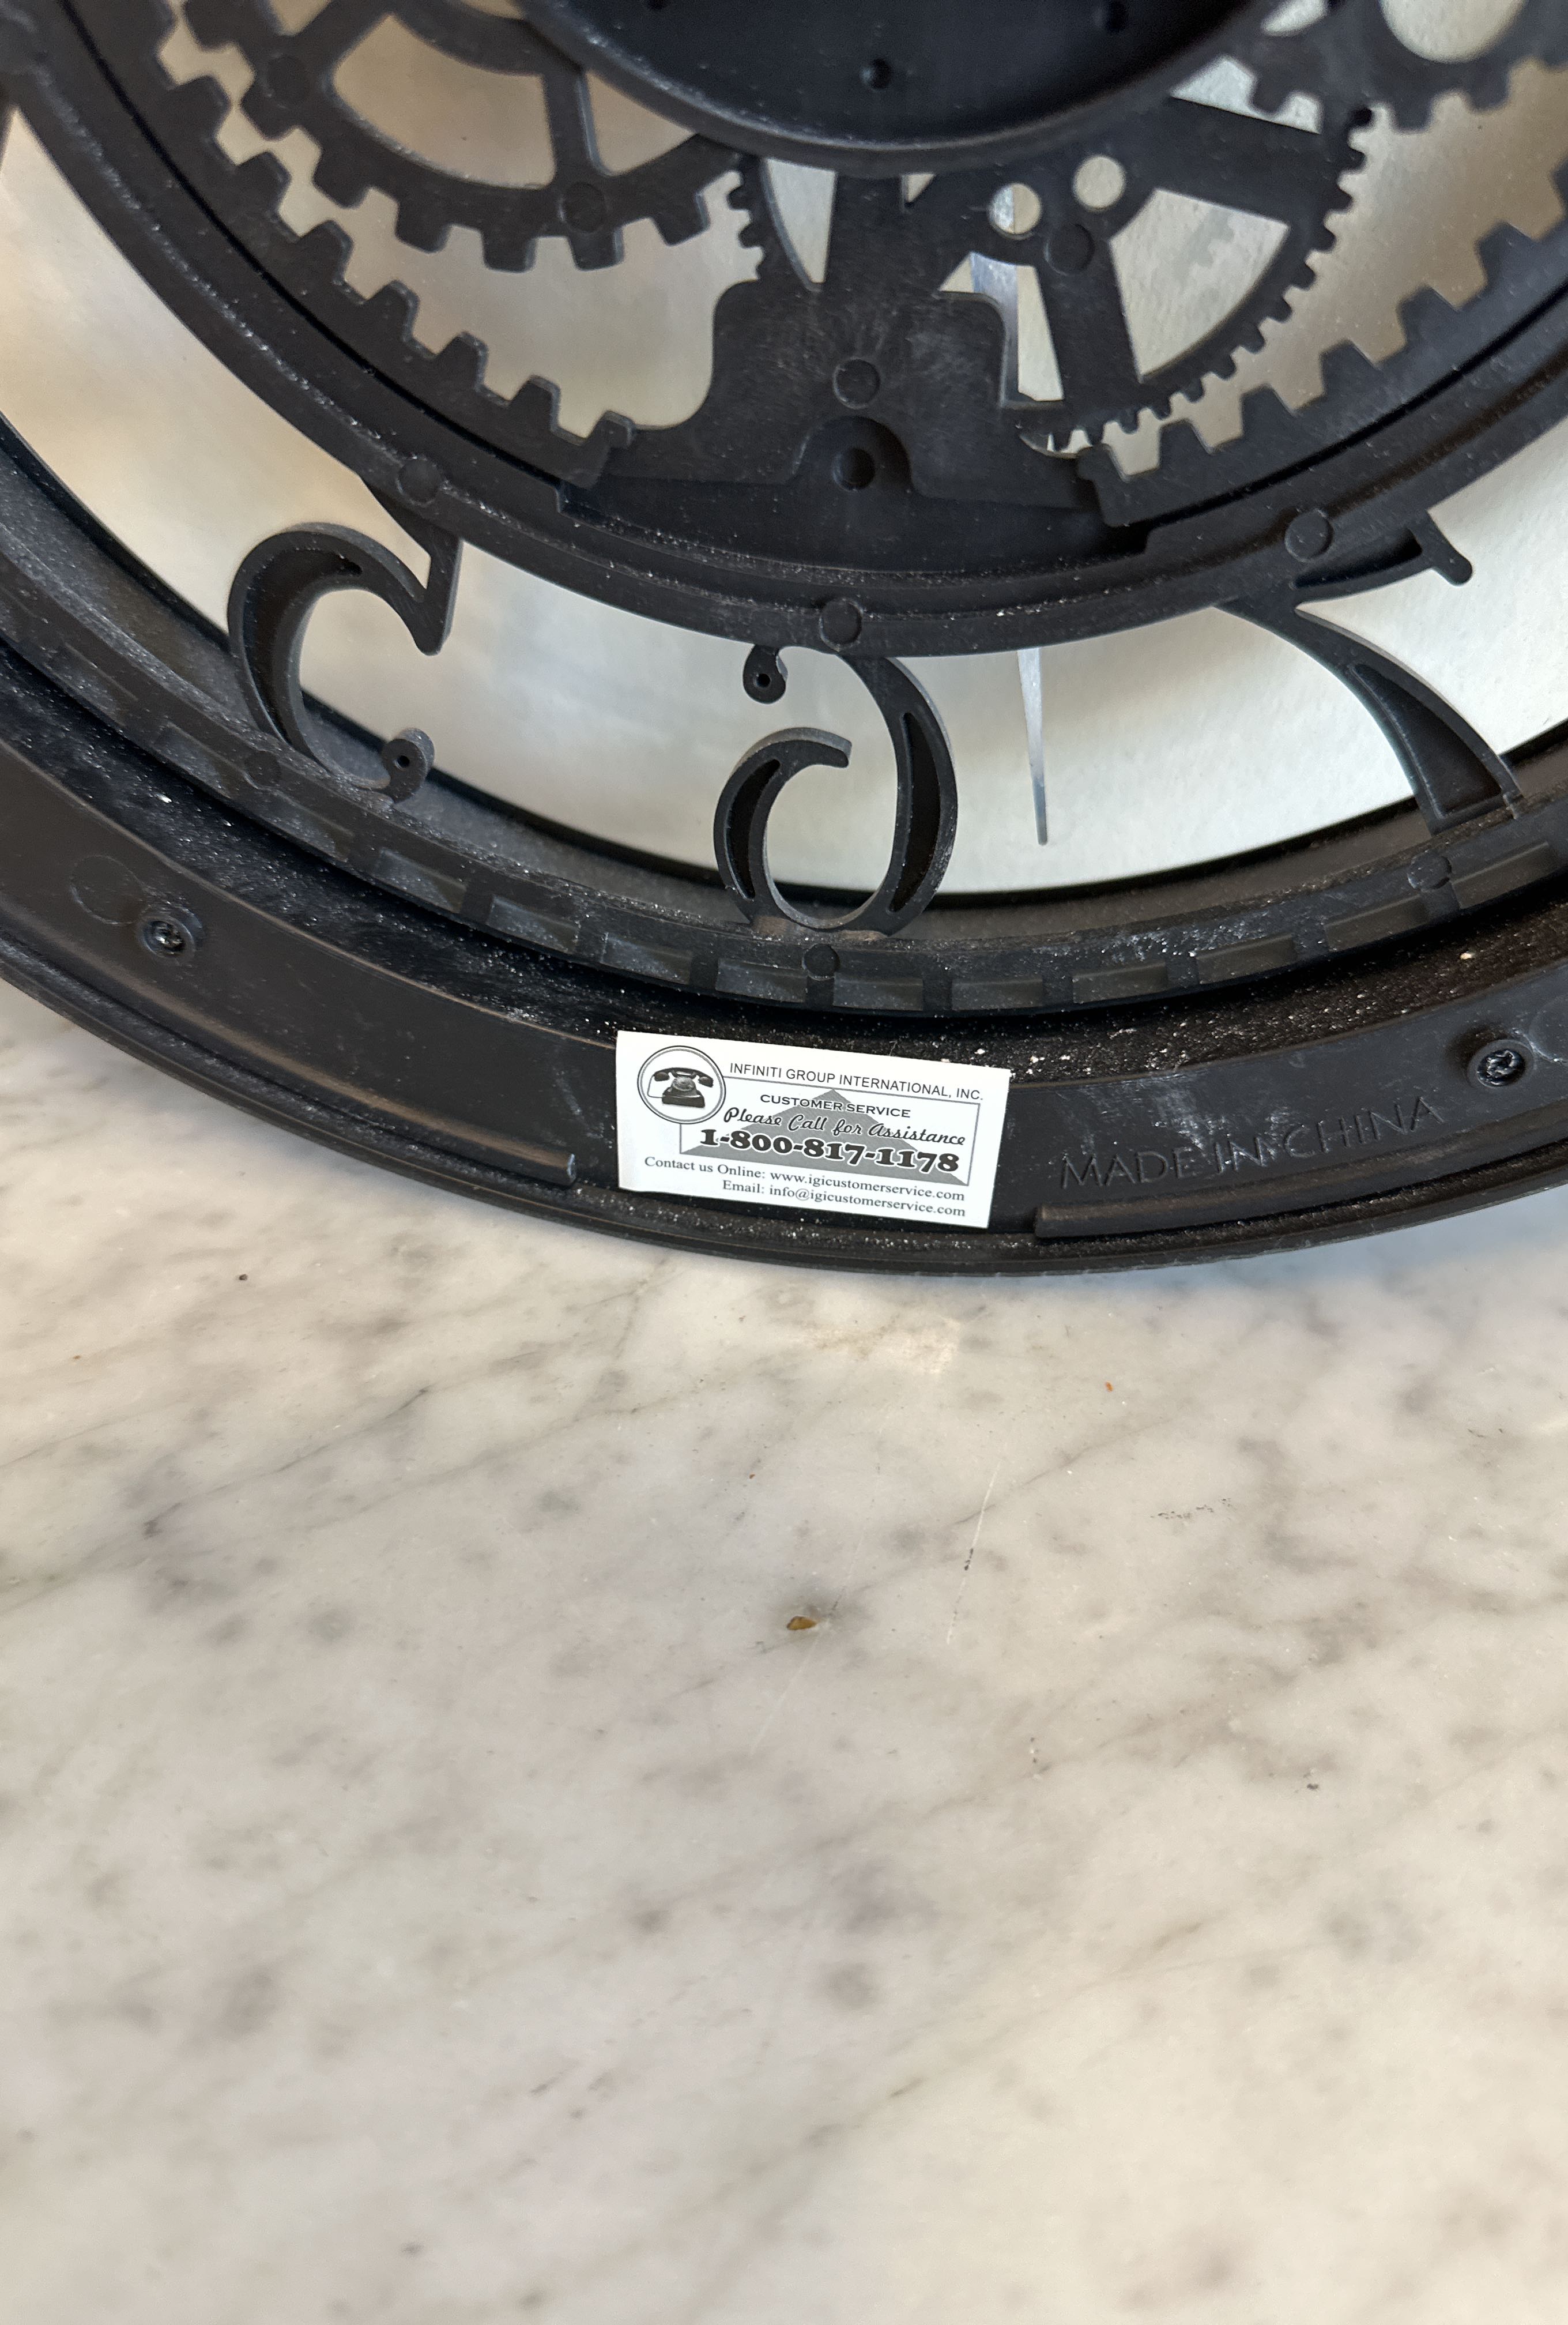 INFINITI GROUP INTERNATIONAL, INC.
CUSTOMER SERVICE
Please Call for Assistance
1-800-817-1178
Contact us Online: www.igicustomerservice.com
Email: info@igicustomerservice.com
MADE IN CHINA